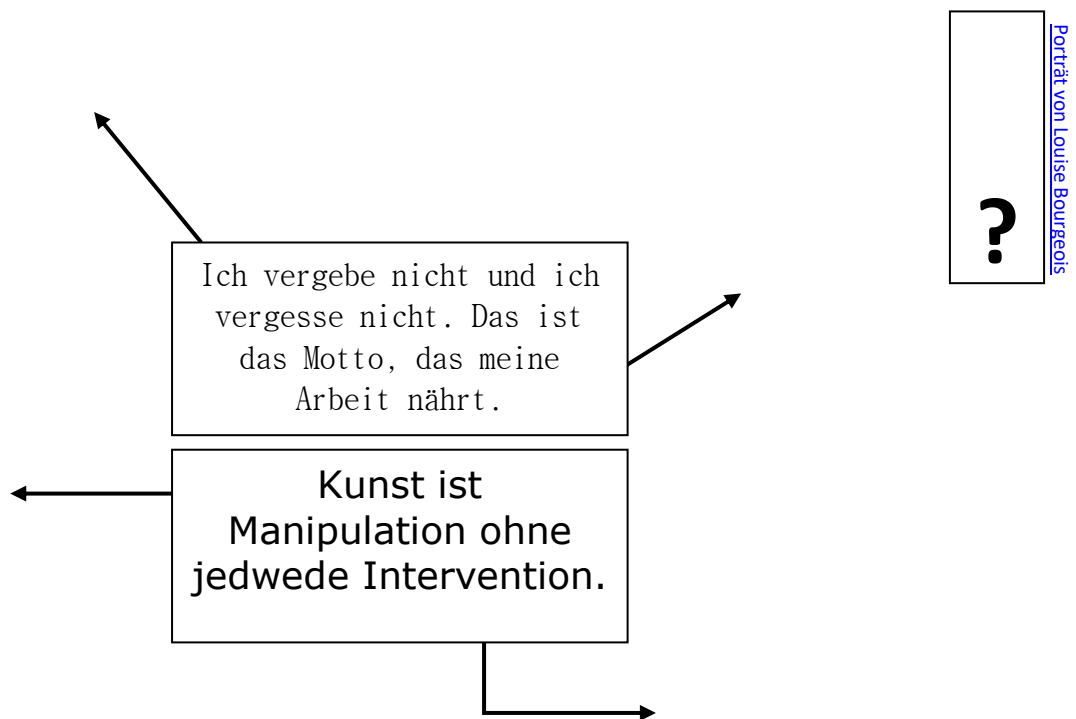 Ich vergebe nicht und ich
vergesse nicht. Das ist
das Motto, das meine
Arbeit nährt.
Kunst ist
Manipulation ohne
jedwede Intervention.
?
Porträt von Louise Bourgeois